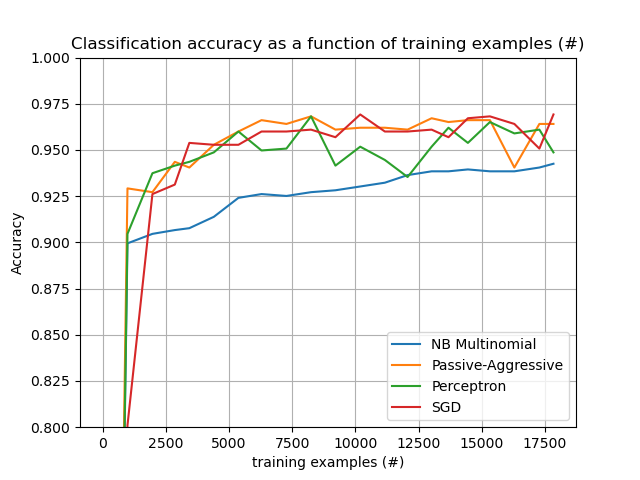 Classification accuracy as a function of training examples (#)
1.000
0.975
0.950
0.925
0.900
0.875
0.850
0.825
0.800
Accuracy
0 2500 5000 7500 10000 12500 15000 17500
training examples (#)
NB Multinomial
Passive-Aggressive
Perceptron
SGD